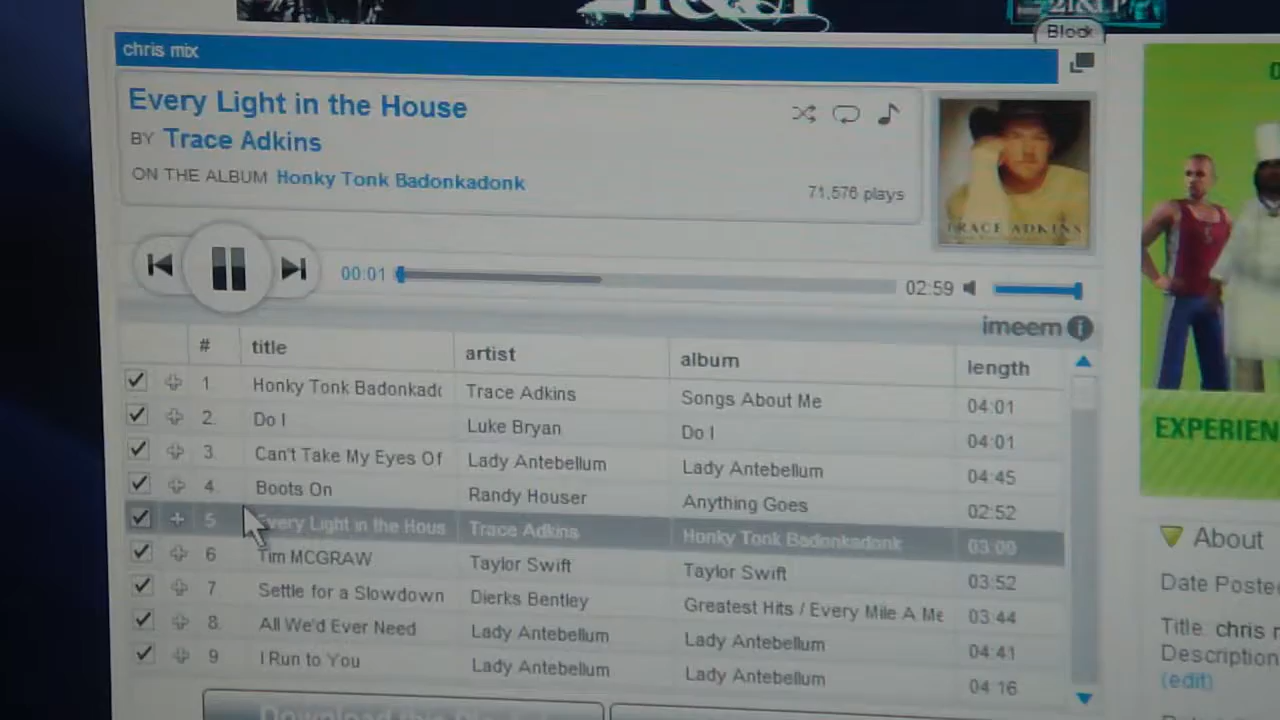 Block
chris mix
Every Light in the House
BY Trace Adkins
ON THE ALBUM Honky Tonk Badonkadonk
71,576 plays
TRACE ADKINS
00:01
02:59
imeem i
# title artist album length
1. Honky Tonk Badonkado Trace Adkins Songs About Me 04:01
2. Do I Luke Bryan Do I 04:01
3. Can't Take My Eyes Of Lady Antebellum Lady Antebellum 04:45
4. Boots On Randy Houser Anything Goes 02:52
5. Every Light in the Hous Trace Adkins Honky Tonk Badonkadonk 03:00
6 Tim MCGRAW Taylor Swift Taylor Swift 03:52
7 Settle for a Slowdown Dierks Bentley Greatest Hits / Every Mile A Me 03:44
8. All We'd Ever Need Lady Antebellum Lady Antebellum 04:41
9 I Run to You Lady Antebellum Lady Antebellum 04:16
EXPERIEN
About
Date Poste
Title: chris
Description
(edit)